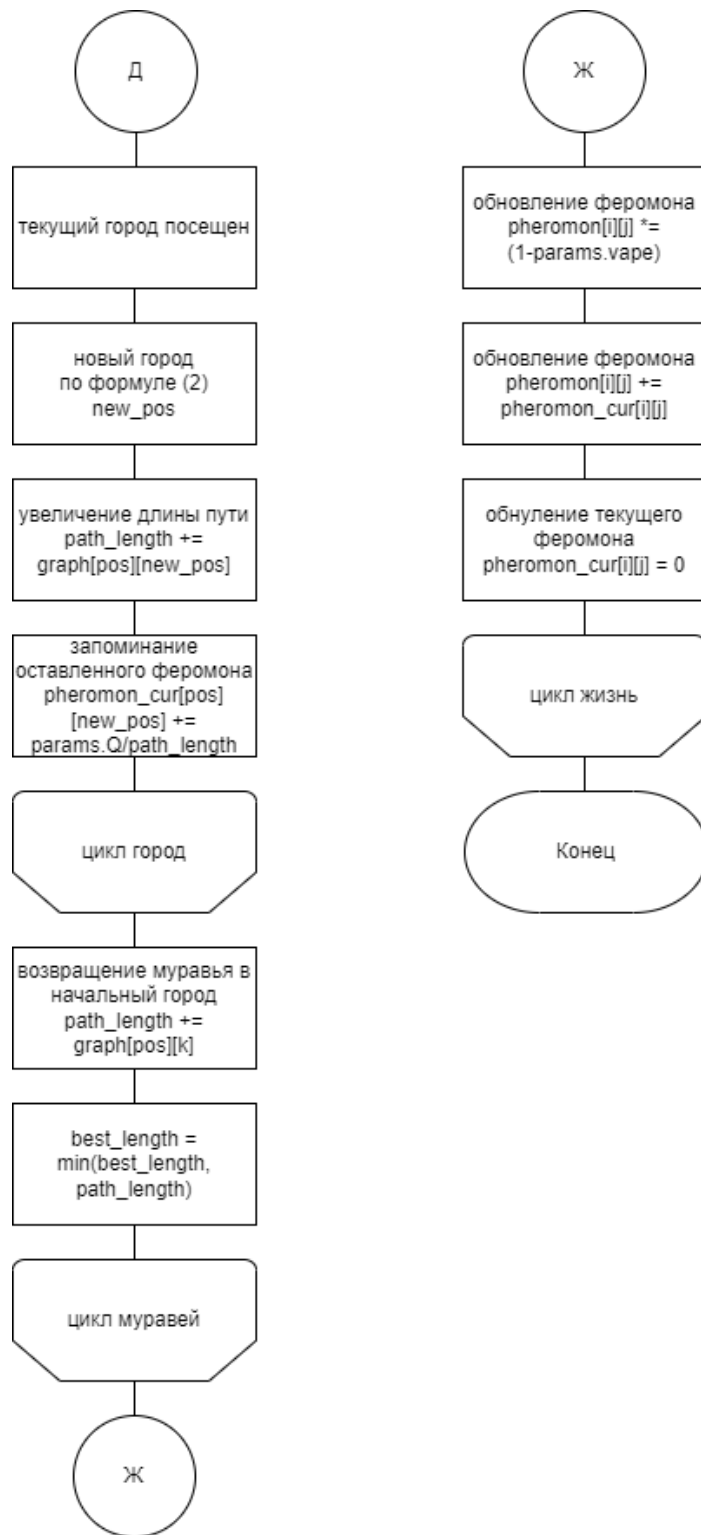 Д
текущий город посещен
новый город
по формуле (2)
new_pos
увеличение длины пути
path_length +=
graph[pos][new_pos]
запоминание
оставленного феромона
pheromon_cur[pos]
[new_pos] +=
params.Q/path_length
цикл город
возвращение муравья в
начальный город
path_length +=
graph[pos][k]
best_length =
min(best_length,
path_length)
цикл муравей
Ж
Ж
обновление феромона
pheromon[i][j] *=
(1-params.vape)
обновление феромона
pheromon[i][j] +=
pheromon_cur[i][j]
обнуление текущего
феромона
pheromon_cur[i][j] = 0
цикл жизнь
Конец